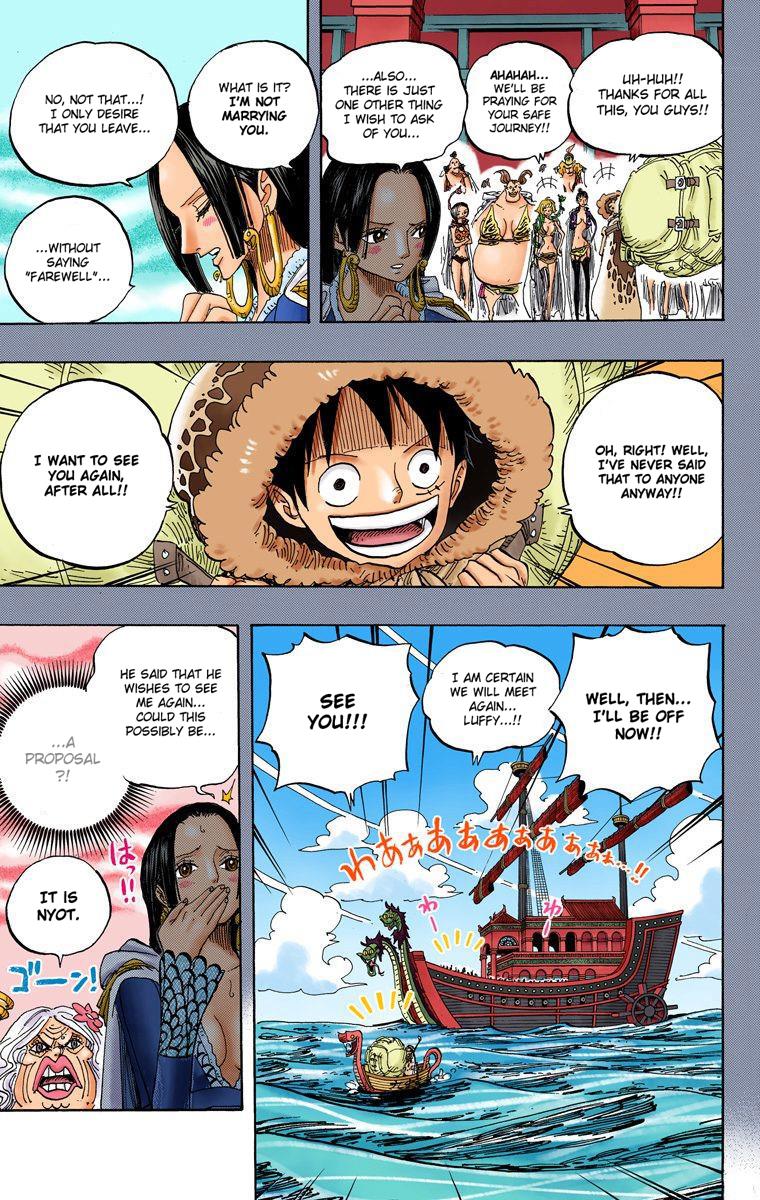 UH-HUH!!
THANKS FOR ALL
THIS, YOU GUYS!!
AHAHAH...
WE'LL BE
PRAYING FOR
YOUR SAFE
JOURNEY!!
...ALSO...
THERE IS JUST
ONE OTHER THING
I WISH TO ASK
OF YOU...
WHAT IS IT?
I'M NOT
MARRYING
YOU.
NO, NOT THAT...!
I ONLY DESIRE
THAT YOU LEAVE...
...WITHOUT
SAYING
"FAREWELL"...
OH, RIGHT! WELL,
I'VE NEVER SAID
THAT TO ANYONE
ANYWAY!!
I WANT TO SEE
YOU AGAIN,
AFTER ALL!!
WELL, THEN...
I'LL BE OFF
NOW!!
I AM CERTAIN
WE WILL MEET
AGAIN...
LUFFY...!!
SEE
YOU!!!
わあああああああああぁぁ...!!
わー
わー
HE SAID THAT HE
WISHES TO SEE
ME AGAIN...
COULD THIS
POSSIBLY BE...
...A
PROPOSAL
?!
はっ!!
IT IS
NYOT.
ゴーン!